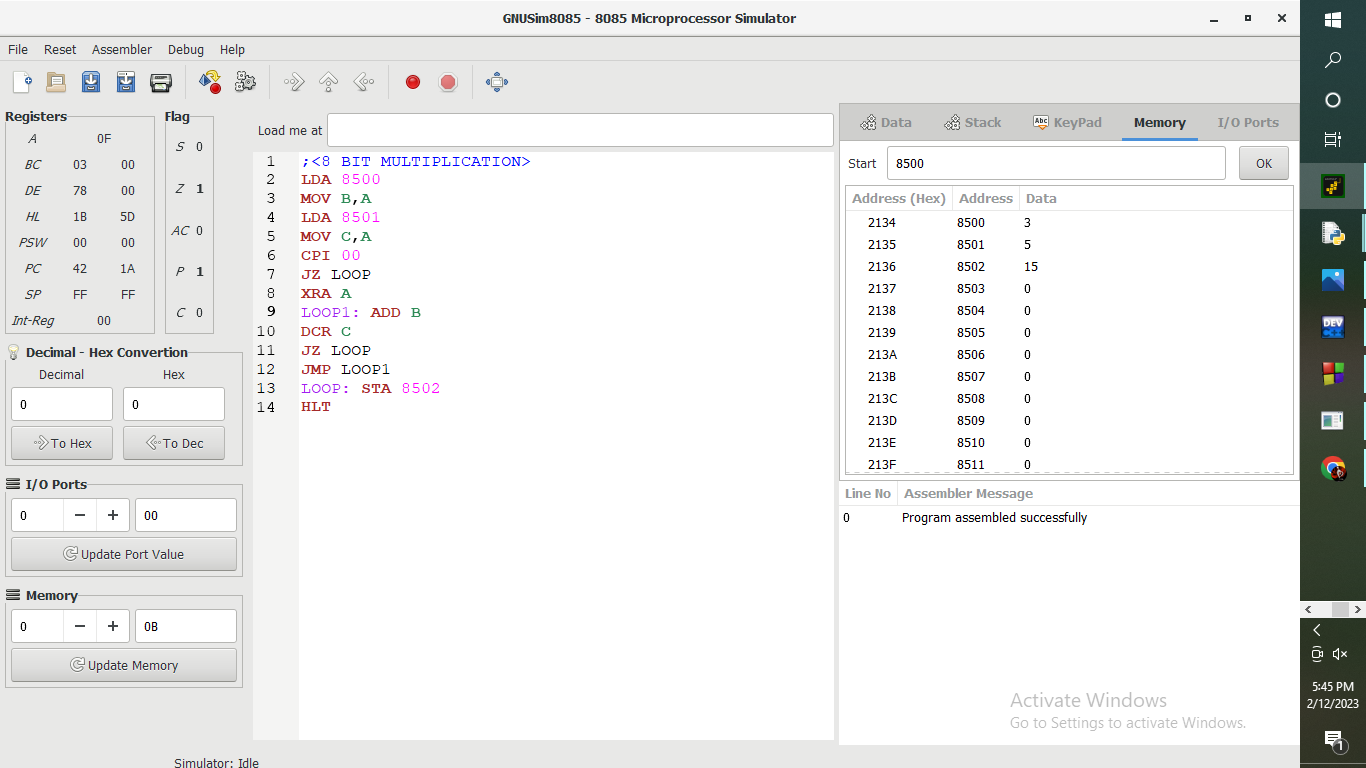 GNUSim8085 - 8085 Microprocessor Simulator
File Reset Assembler Debug Help
Registers
A 0F
BC 03 00
DE 78 00
HL 1B 5D
PSW 00 00
PC 42 1A
SP FF FF
Int-Reg 00
Flag
S 0
Z 1
AC 0
P 1
C 0
Decimal - Hex Convertion
Decimal Hex
0 0
To Hex To Dec
I/O Ports
0 − + 00
Update Port Value
Memory
0 − + 0B
Update Memory
Load me at
1 ;<8 BIT MULTIPLICATION>
2 LDA 8500
3 MOV B,A
4 LDA 8501
5 MOV C,A
6 CPI 00
7 JZ LOOP
8 XRA A
9 LOOP1: ADD B
10 DCR C
11 JZ LOOP
12 JMP LOOP1
13 LOOP: STA 8502
14 HLT
Data Stack Abc KeyPad Memory I/O Ports
Start 8500 OK
Address (Hex) Address Data
2134 8500 3
2135 8501 5
2136 8502 15
2137 8503 0
2138 8504 0
2139 8505 0
213A 8506 0
213B 8507 0
213C 8508 0
213D 8509 0
213E 8510 0
213F 8511 0
Line No Assembler Message
0 Program assembled successfully
Activate Windows
Go to Settings to activate Windows.
Simulator: Idle
DEV
C++
5:45 PM
2/12/2023
1